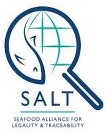 SALT
SEAFOOD ALLIANCE FOR
LEGALITY & TRACEABILITY